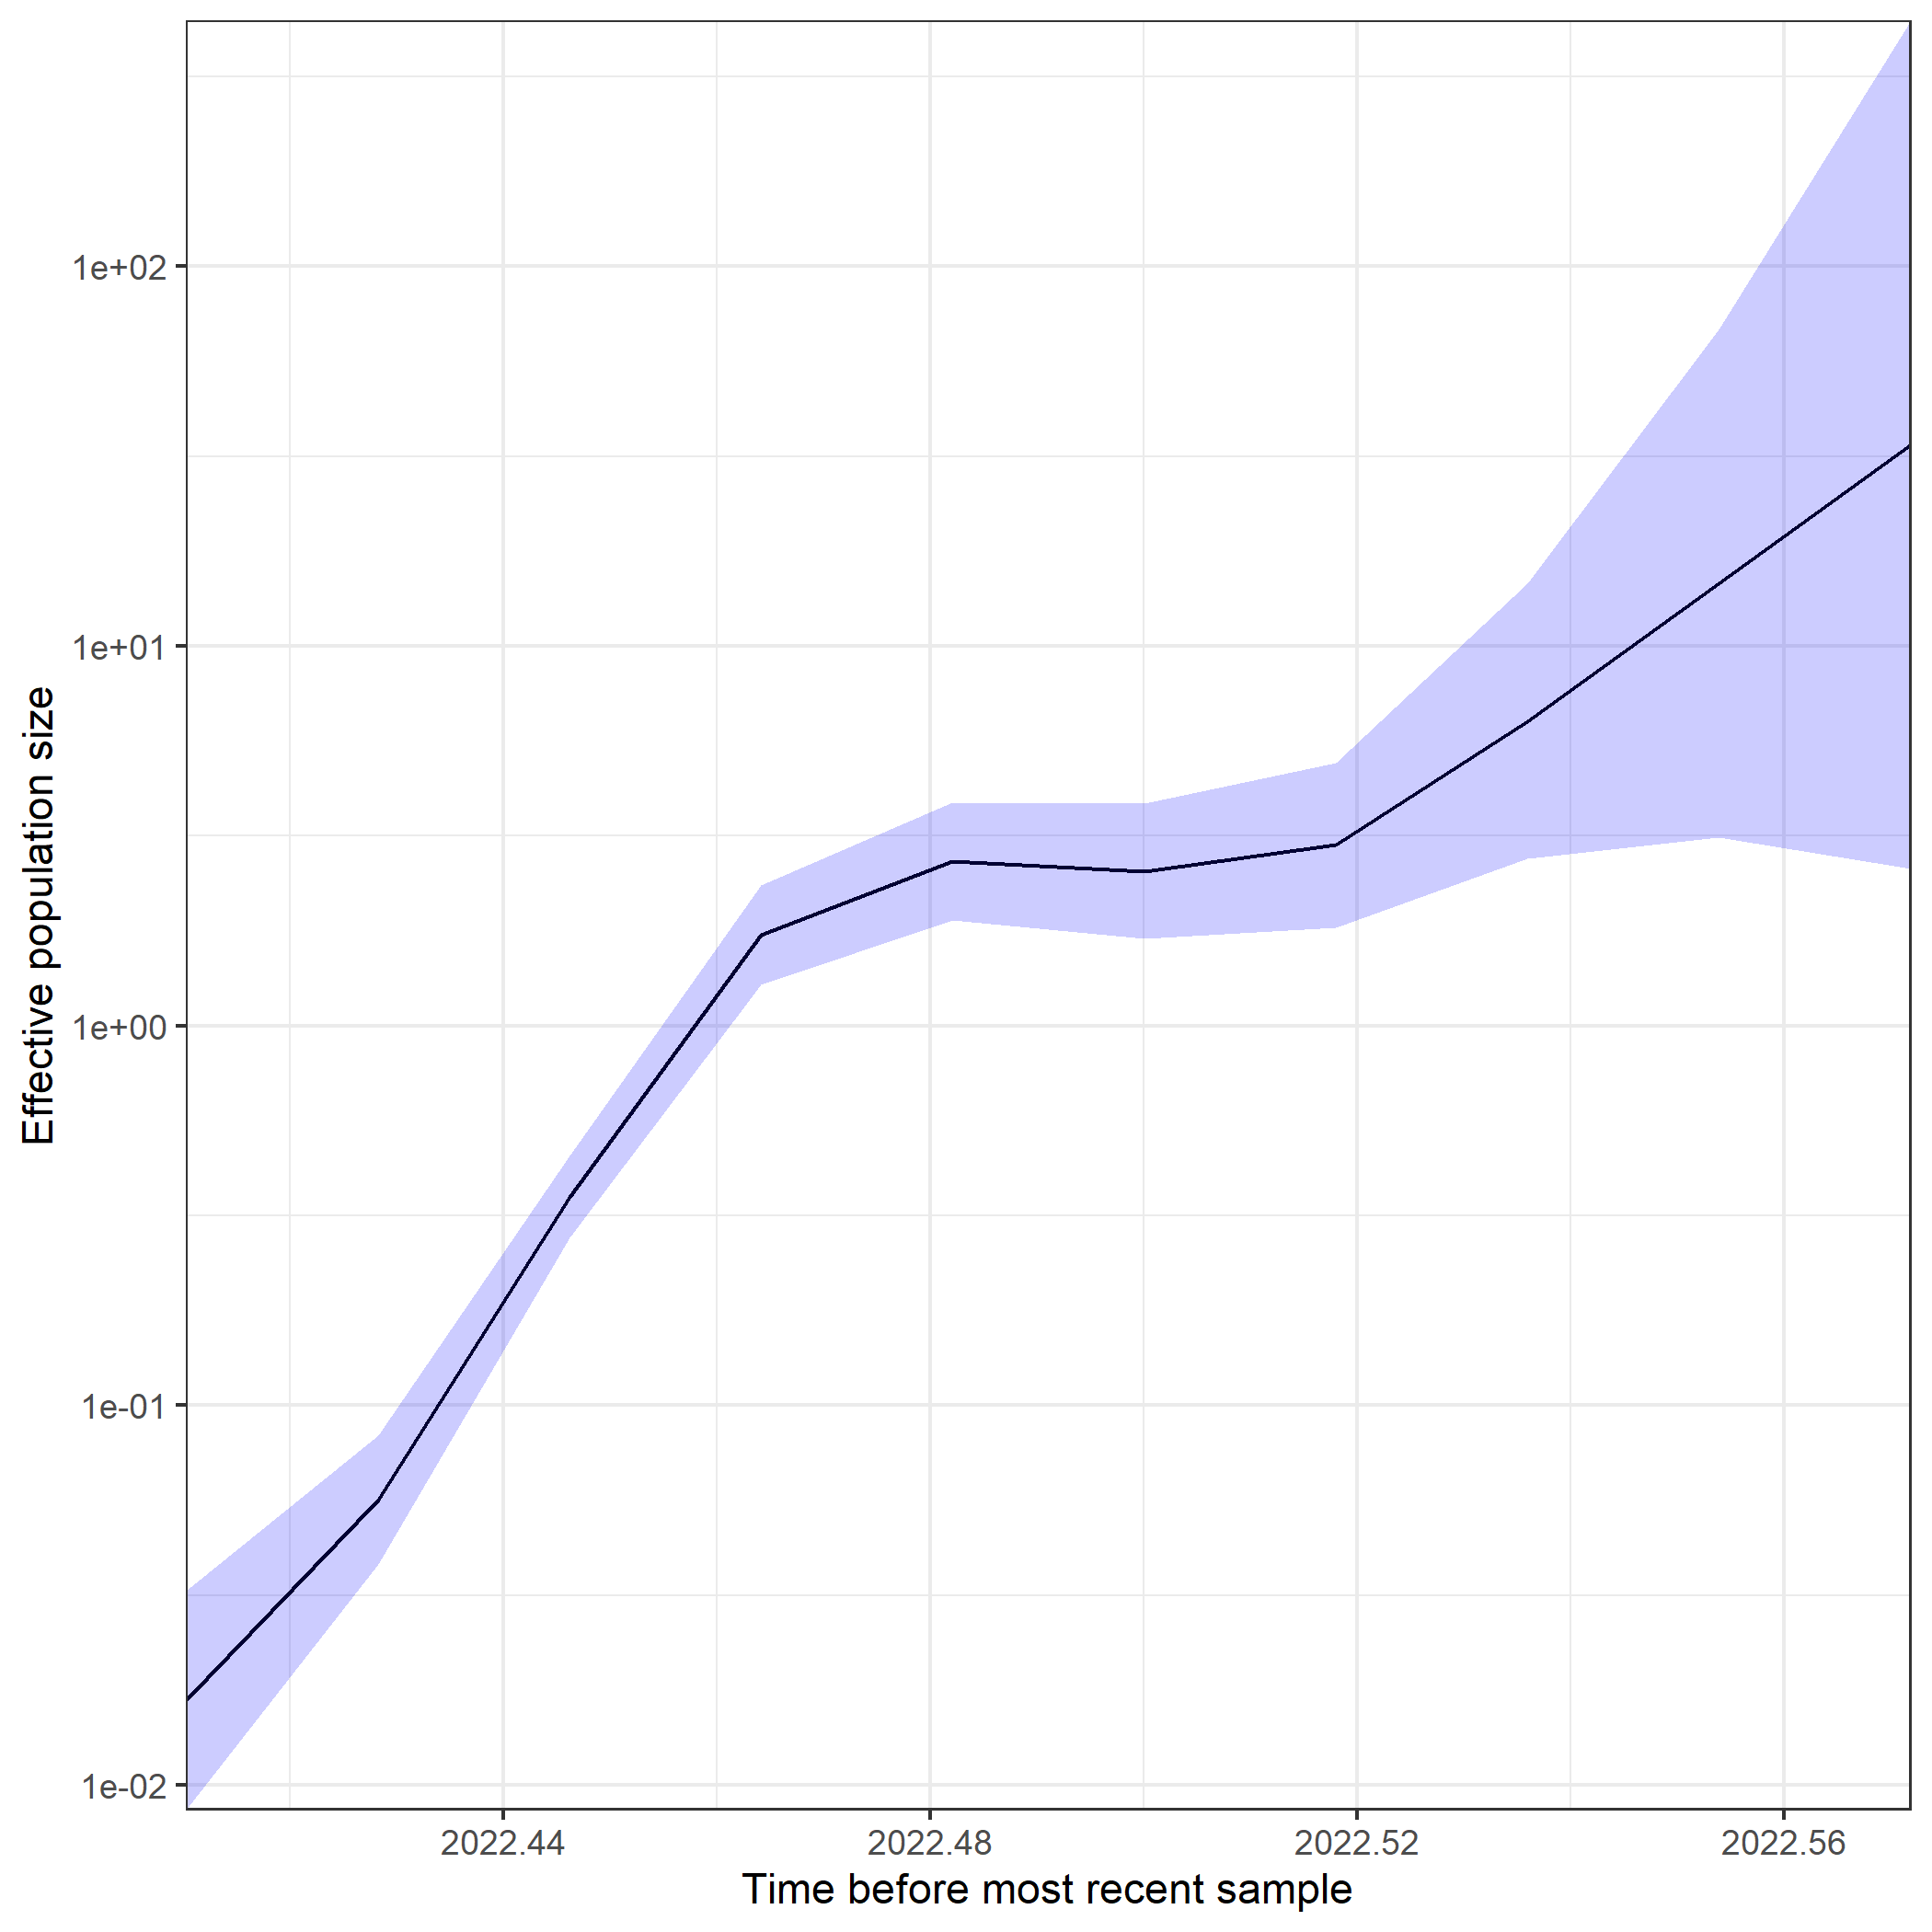 Effective population size
1e+02
1e+01
1e+00
1e-01
1e-02
2022.44 2022.48 2022.52 2022.56
Time before most recent sample